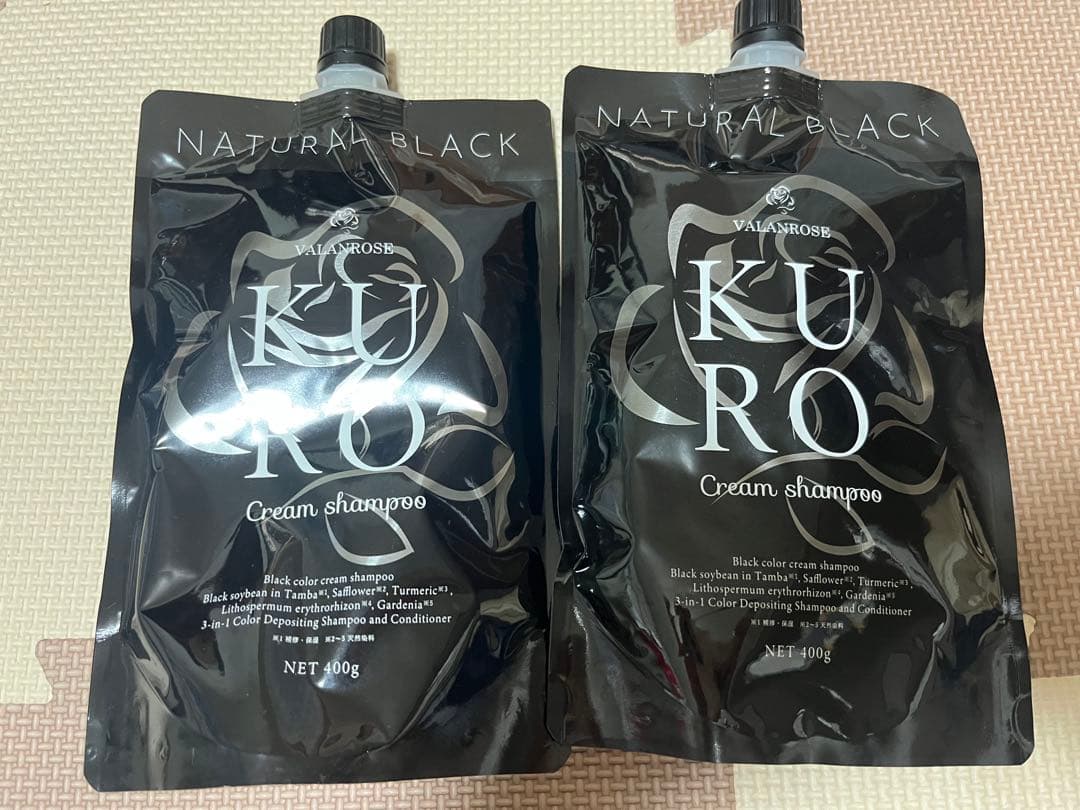 NATURAL BLACK
VALANROSE
KU
RO
Cream shampoo
Black color cream shampoo
Black soybean in Tamba※1, Safflower※2, Turmeric※3,
Lithospermum erythrorhizon※4, Gardenia※5
3-in-1 Color Depositing Shampoo and Conditioner
※1 補修・保湿 ※2～5 天然染料
NET 400g
NATURAL BLACK
VALANROSE
KU
RO
Cream shampoo
Black color cream shampoo
Black soybean in Tamba※1, Safflower※2, Turmeric※3,
Lithospermum erythrorhizon※4, Gardenia※5
3-in-1 Color Depositing Shampoo and Conditioner
※1 補修・保湿 ※2～5 天然染料
NET 400g